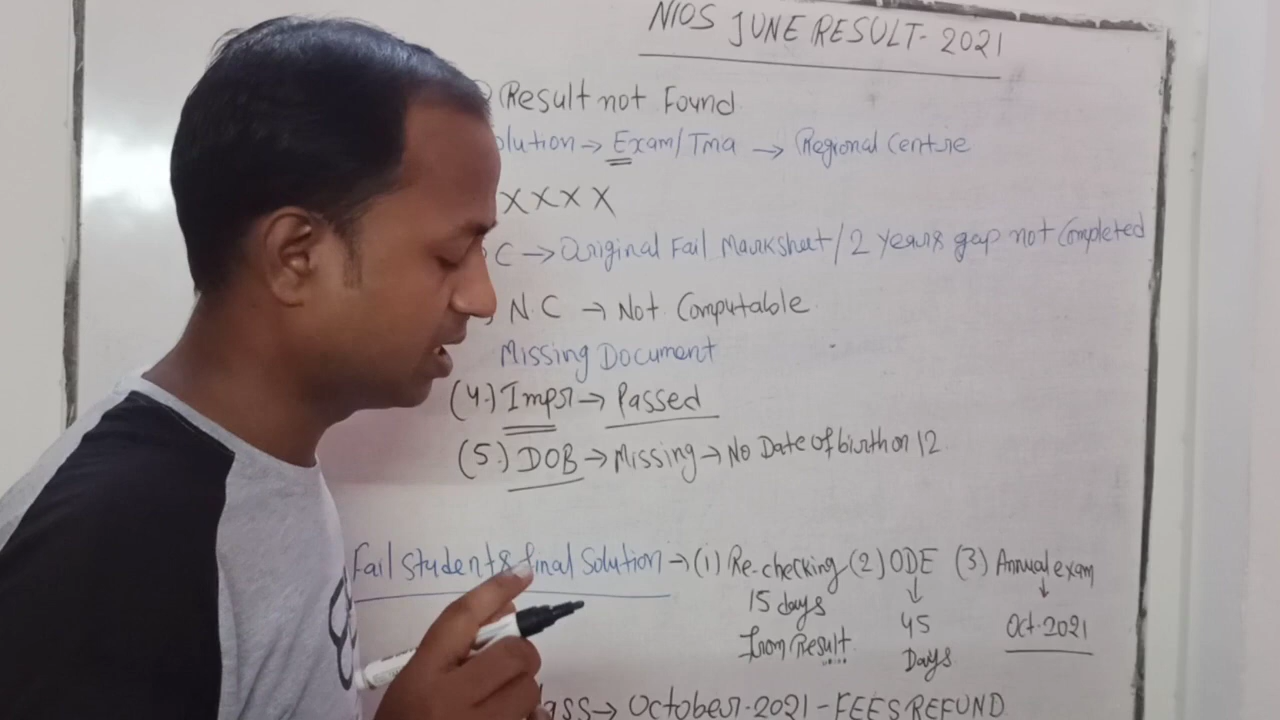 NIOS JUNE RESULT- 2021
Result not Found
olution → Exam/Tma → Regional Centre
X X X X
C → Original Fail Marksheet / 2 years gap not Completed
N.C → Not Computable
Missing Document
(4.) Impr → Passed
(5.) DOB → Missing → No Date of birth on 12
Fail Students final Solution → (1) Re-checking (2) ODE (3) Annual exam
15 days 45 Oct-2021
from Result Days
ass → October-2021 - FEES REFUND